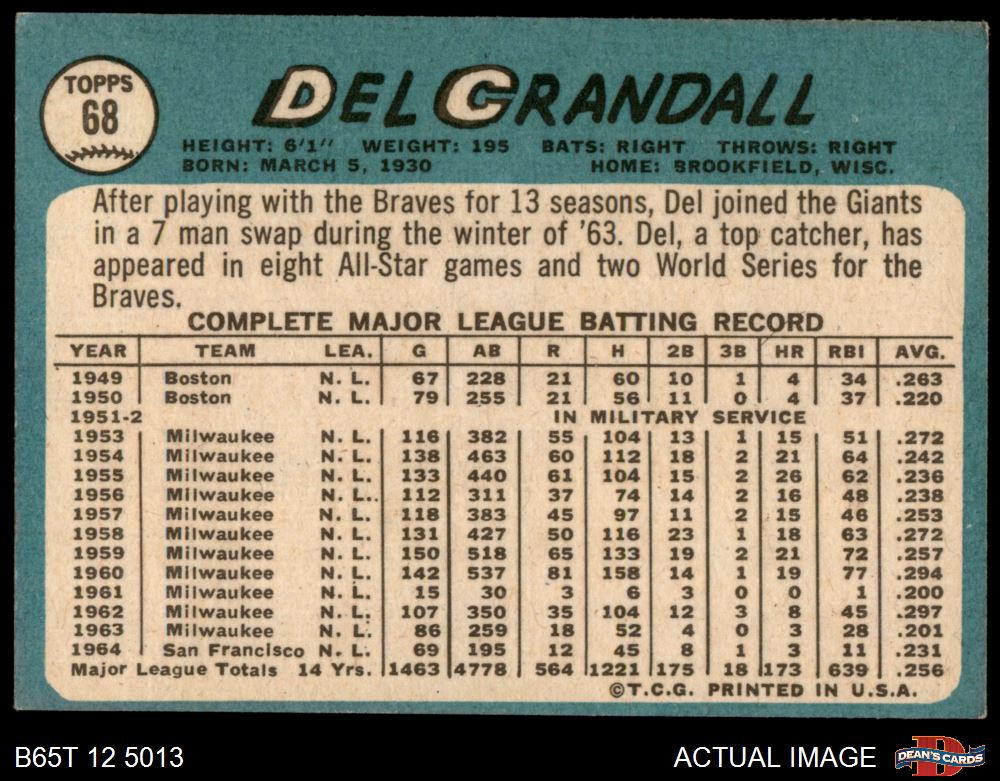 TOPPS
68
DEL CRANDALL
HEIGHT: 6'1" WEIGHT: 195 BATS: RIGHT THROWS: RIGHT
BORN: MARCH 5, 1930 HOME: BROOKFIELD, WISC.
After playing with the Braves for 13 seasons, Del joined the Giants
in a 7 man swap during the winter of '63. Del, a top catcher, has
appeared in eight All-Star games and two World Series for the
Braves.
COMPLETE MAJOR LEAGUE BATTING RECORD
YEAR TEAM LEA. G AB R H 2B 3B HR RBI AVG.
1949 Boston N. L. 67 228 21 60 10 1 4 34 .263
1950 Boston N. L. 79 255 21 56 11 0 4 37 .220
1951-2 IN MILITARY SERVICE
1953 Milwaukee N. L. 116 382 55 104 13 1 15 51 .272
1954 Milwaukee N. L. 138 463 60 112 18 2 21 64 .242
1955 Milwaukee N. L. 133 440 61 104 15 2 26 62 .236
1956 Milwaukee N. L. 112 311 37 74 14 2 16 48 .238
1957 Milwaukee N. L. 118 383 45 97 11 2 15 46 .253
1958 Milwaukee N. L. 131 427 50 116 23 1 18 63 .272
1959 Milwaukee N. L. 150 518 65 133 19 2 21 72 .257
1960 Milwaukee N. L. 142 537 81 158 14 1 19 77 .294
1961 Milwaukee N. L. 15 30 3 6 3 0 0 1 .200
1962 Milwaukee N. L. 107 350 35 104 12 3 8 45 .297
1963 Milwaukee N. L. 86 259 18 52 4 0 3 28 .201
1964 San Francisco N. L. 69 195 12 45 8 1 3 11 .231
Major League Totals 14 Yrs. 1463 4778 564 1221 175 18 173 639 .256
©T.C.G. PRINTED IN U.S.A.
B65T 12 5013 ACTUAL IMAGE DEAN'S CARDS